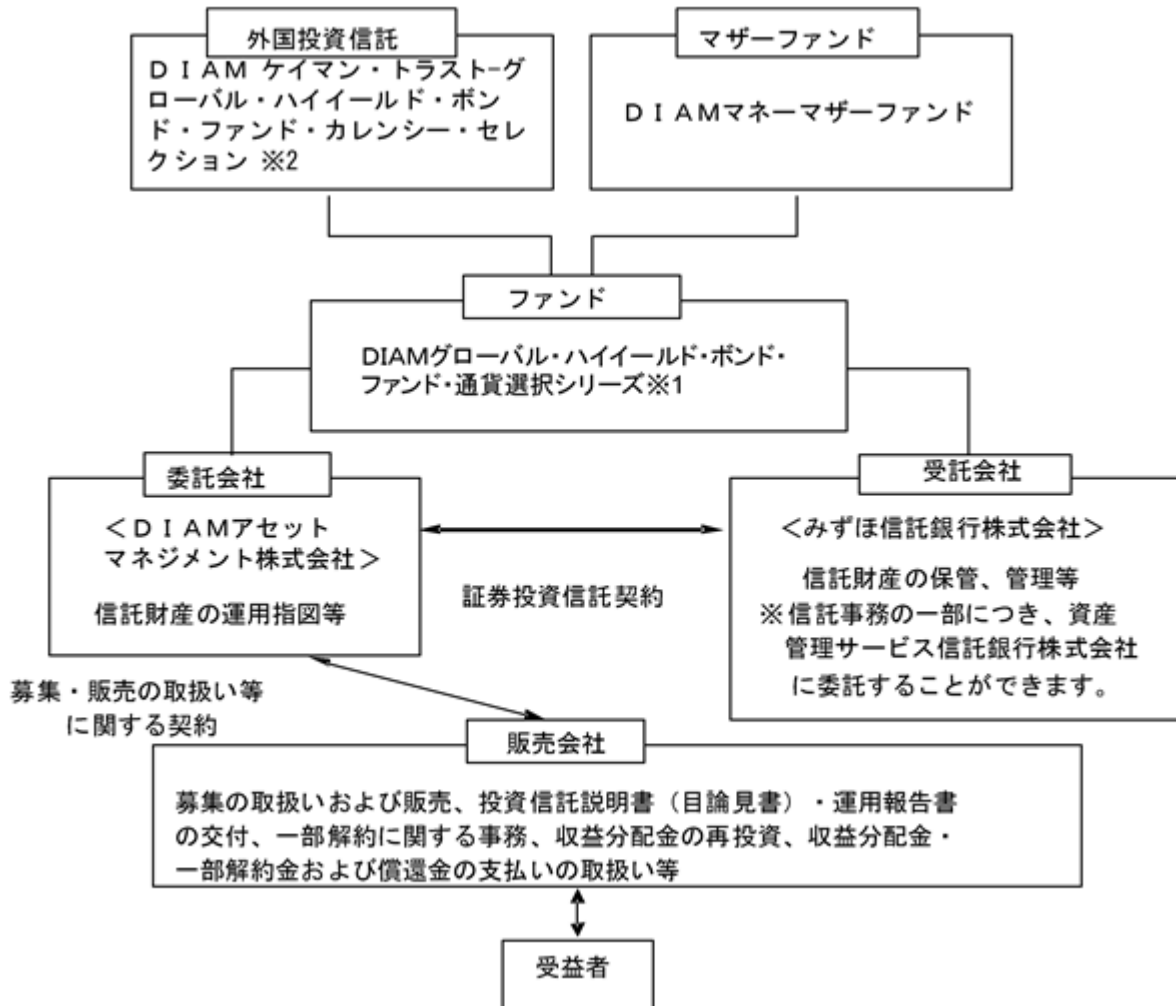 外国投資信託
ＤＩＡＭ ケイマン・トラスト−グ
ローバル・ハイイールド・ボン
ド・ファンド・カレンシー・セレ
クション ※2
マザーファンド
ＤＩＡＭマネーマザーファンド
ファンド
DIAMグローバル・ハイイールド・ボンド・
ファンド・通貨選択シリーズ※1
委託会社
＜ＤＩＡＭアセット
マネジメント株式会社＞
信託財産の運用指図等
証券投資信託契約
受託会社
＜みずほ信託銀行株式会社＞
信託財産の保管、管理等
※信託事務の一部につき、資産
管理サービス信託銀行株式会社
に委託することができます。
募集・販売の取扱い等
に関する契約
販売会社
募集の取扱いおよび販売、投資信託説明書（目論見書）・運用報告書
の交付、一部解約に関する事務、収益分配金の再投資、収益分配金・
一部解約金および償還金の支払いの取扱い等
受益者